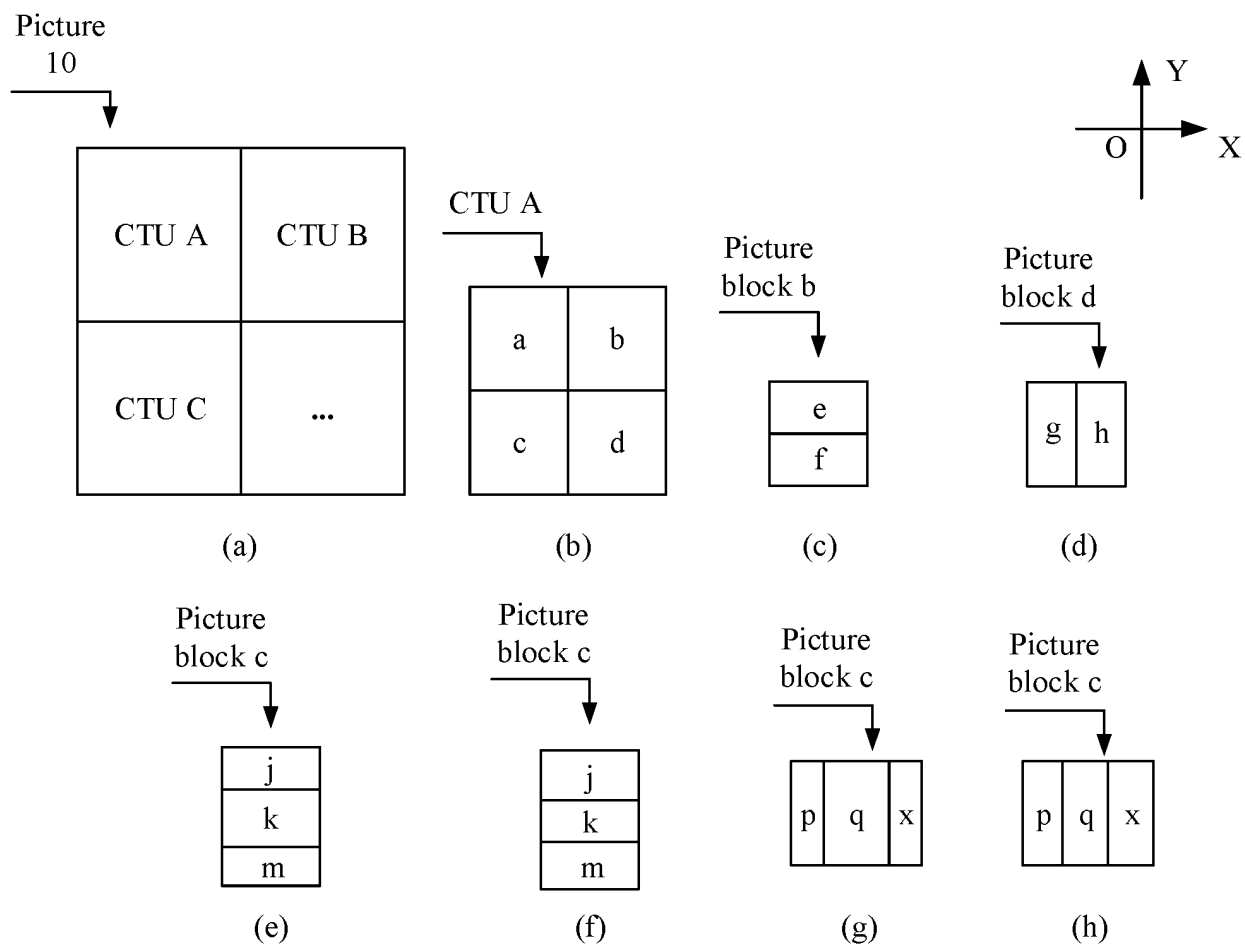 Picture
10
CTU A
CTU B
CTU C
...
(a)
CTU A
a
b
c
d
(b)
Picture
block b
e
f
(c)
Y
O
X
Picture
block d
g
h
(d)
Picture
block c
j
k
m
(e)
Picture
block c
j
k
m
(f)
Picture
block c
p
q
x
(g)
Picture
block c
p
q
x
(h)